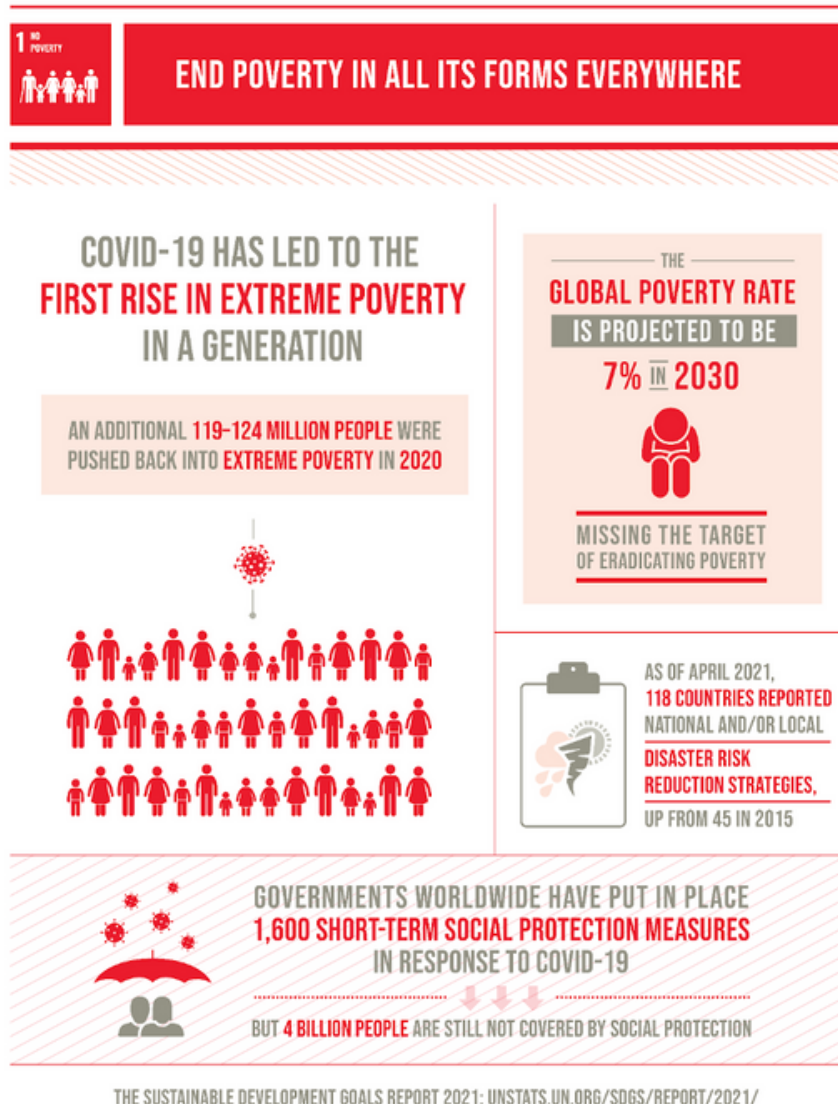 1 NO
POVERTY
END POVERTY IN ALL ITS FORMS EVERYWHERE
COVID-19 HAS LED TO THE
FIRST RISE IN EXTREME POVERTY
IN A GENERATION
AN ADDITIONAL 119-124 MILLION PEOPLE WERE
PUSHED BACK INTO EXTREME POVERTY IN 2020
THE
GLOBAL POVERTY RATE
IS PROJECTED TO BE
7% IN 2030
MISSING THE TARGET
OF ERADICATING POVERTY
AS OF APRIL 2021,
118 COUNTRIES REPORTED
NATIONAL AND/OR LOCAL
DISASTER RISK
REDUCTION STRATEGIES,
UP FROM 45 IN 2015
GOVERNMENTS WORLDWIDE HAVE PUT IN PLACE
1,600 SHORT-TERM SOCIAL PROTECTION MEASURES
IN RESPONSE TO COVID-19
BUT 4 BILLION PEOPLE ARE STILL NOT COVERED BY SOCIAL PROTECTION
THE SUSTAINABLE DEVELOPMENT GOALS REPORT 2021: UNSTATS.UN.ORG/SDGS/REPORT/2021/